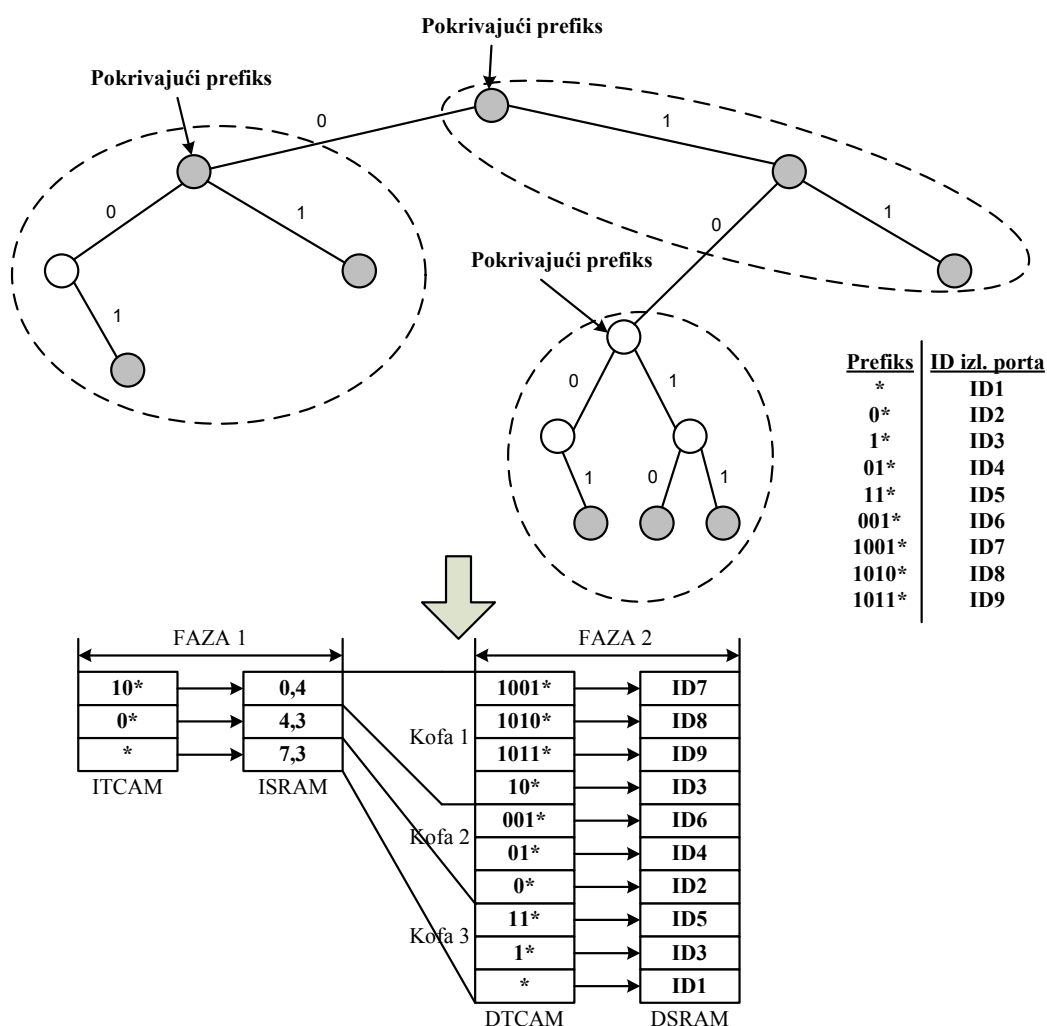 Pokrivajući prefiks
Pokrivajući prefiks
0
1
0
1
0
1
1
Pokrivajući prefiks
0
1
1
0
1
Prefiks ID izl. porta
* ID1
0* ID2
1* ID3
01* ID4
11* ID5
001* ID6
1001* ID7
1010* ID8
1011* ID9
FAZA 1
FAZA 2
10* 0,4
0* 4,3
* 7,3
ITCAM ISRAM
Kofa 1
Kofa 2
Kofa 3
1001* ID7
1010* ID8
1011* ID9
10* ID3
001* ID6
01* ID4
0* ID2
11* ID5
1* ID3
* ID1
DTCAM DSRAM